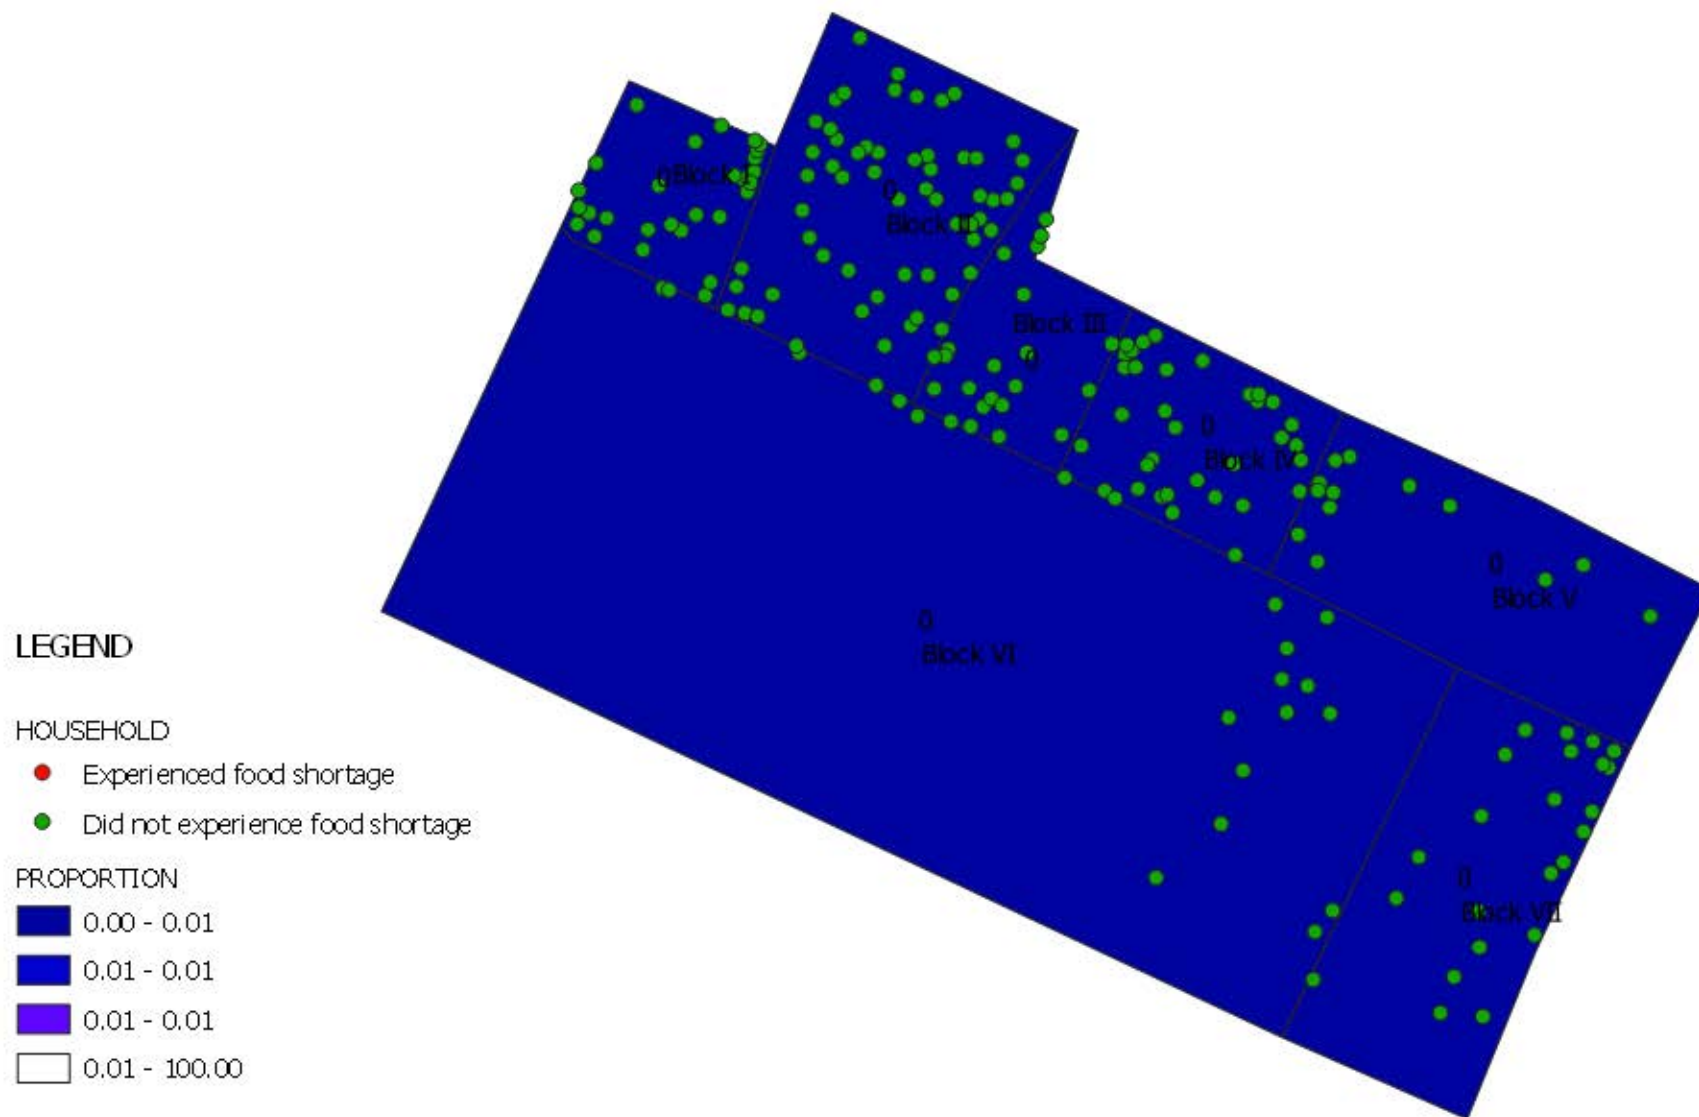 0Block I
0
Block II
Block III
0
0
Block IV
0
Block V
0
Block VI
0
Block VII
LEGEND
HOUSEHOLD
Experienced food shortage
Did not experience food shortage
PROPORTION
0.00 - 0.01
0.01 - 0.01
0.01 - 0.01
0.01 - 100.00